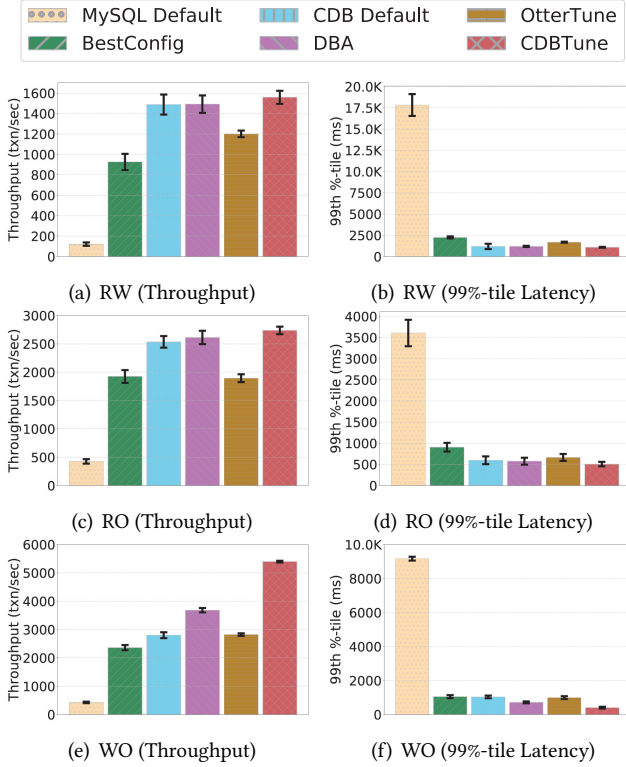 MySQL Default CDB Default OtterTune
BestConfig DBA CDBTune
Throughput (txn/sec)
1600
1400
1200
1000
800
600
400
200
0
(a) RW (Throughput)
99th %-tile (ms)
20.0K
17.5K
15.0K
12.5K
10.0K
7500
5000
2500
0
(b) RW (99%-tile Latency)
Throughput (txn/sec)
3000
2500
2000
1500
1000
500
0
(c) RO (Throughput)
99th %-tile (ms)
4000
3500
3000
2500
2000
1500
1000
500
0
(d) RO (99%-tile Latency)
Throughput (txn/sec)
6000
5000
4000
3000
2000
1000
0
(e) WO (Throughput)
99th %-tile (ms)
10.0K
8000
6000
4000
2000
0
(f) WO (99%-tile Latency)